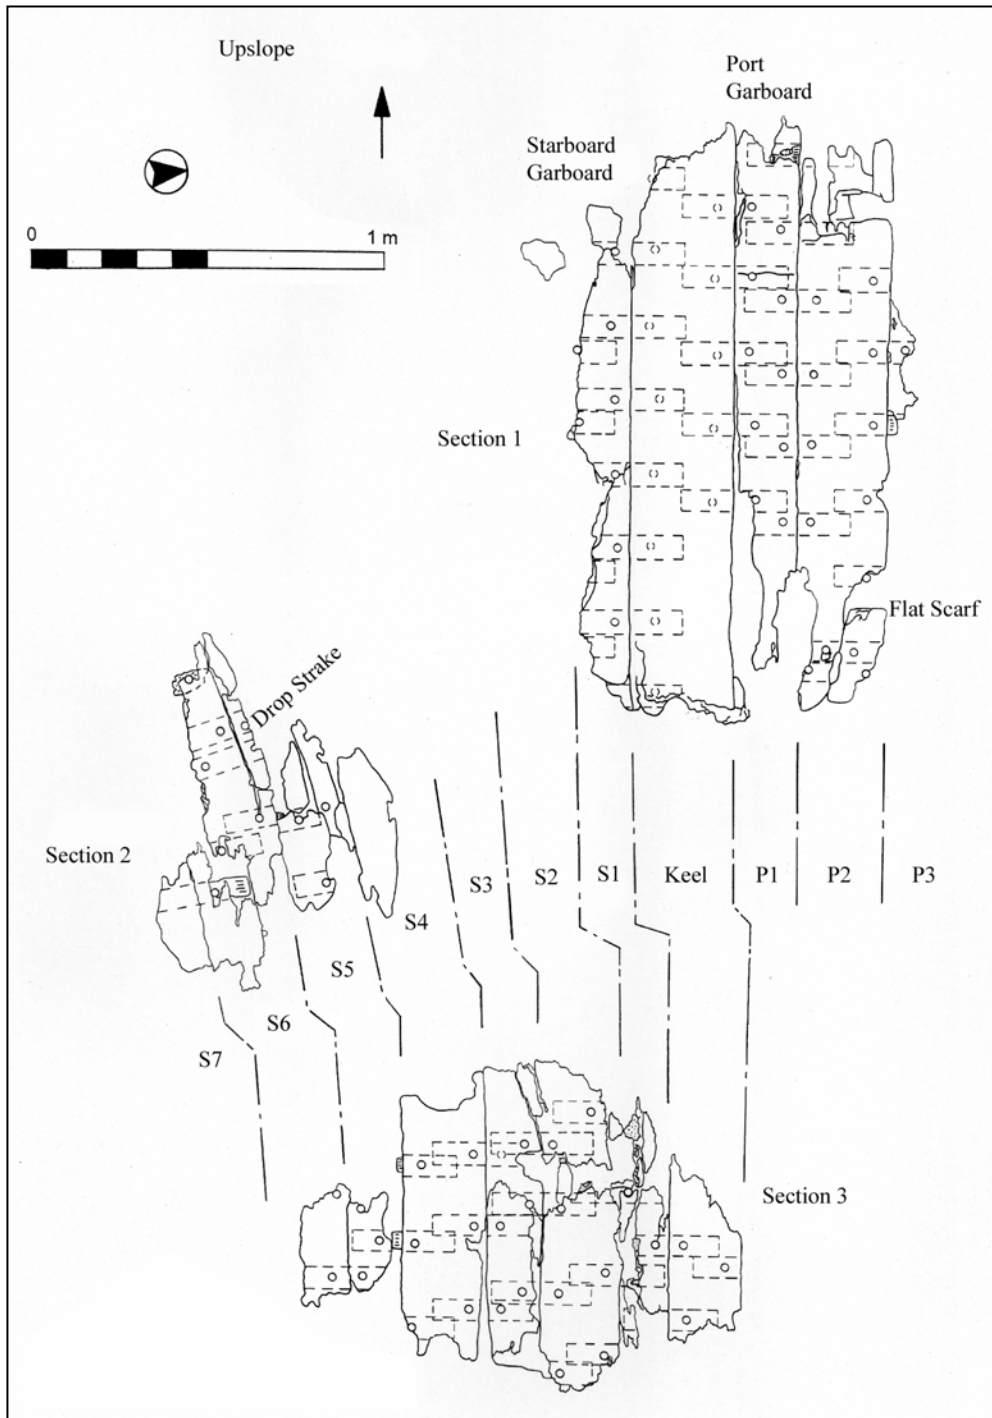 Upslope
Port
Garboard
Starboard
Garboard
0 1 m
Section 1
Flat Scarf
Drop Strake
Section 2
S7
S6
S5
S4
S3
S2
S1
Keel
P1
P2
P3
Section 3